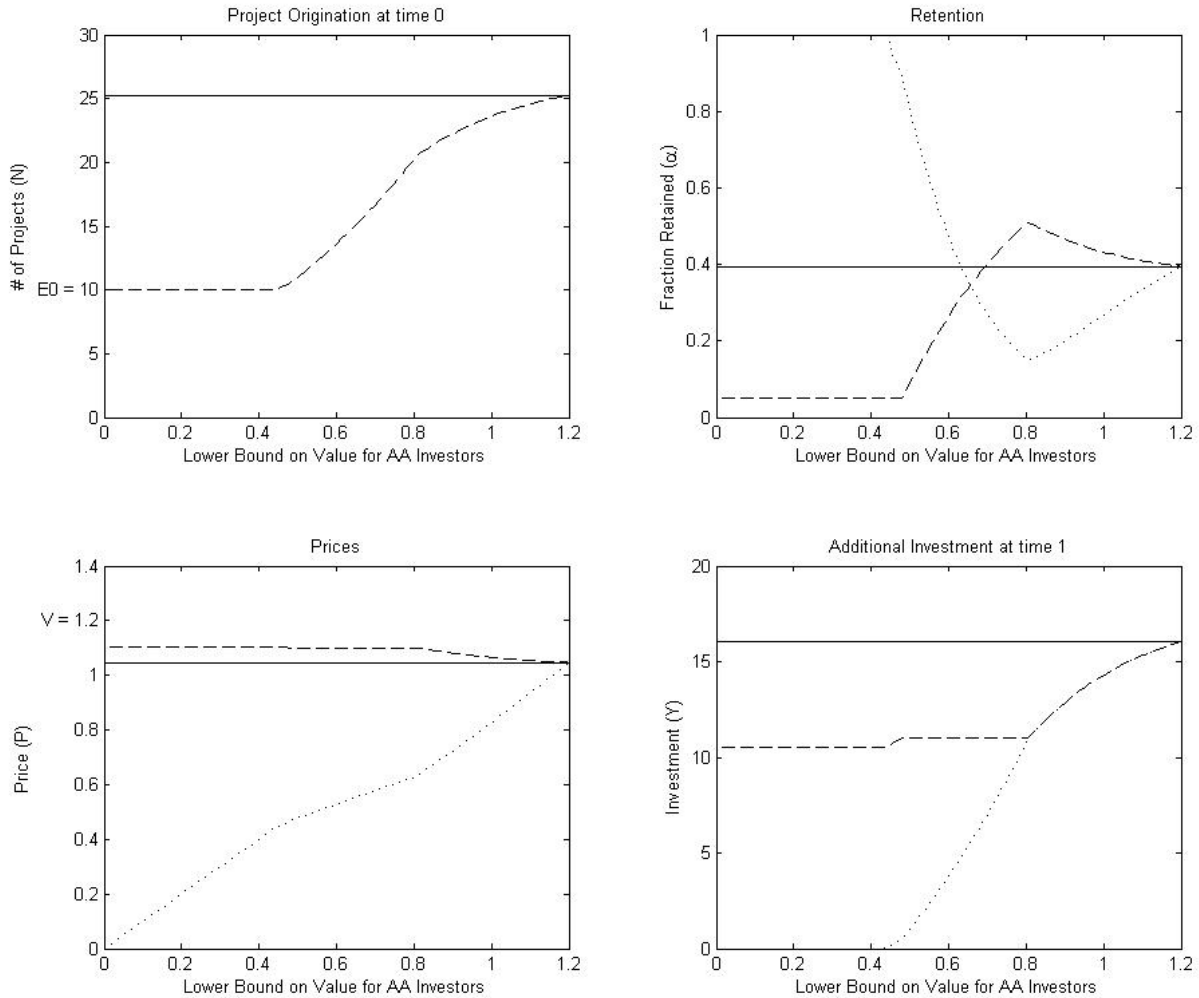 Project Origination at time 0
30
25
20
15
E0 = 10
5
0
# of Projects (N)
0 0.2 0.4 0.6 0.8 1 1.2
Lower Bound on Value for AA Investors
Retention
1
0.8
0.6
0.4
0.2
0
Fraction Retained (α)
0 0.2 0.4 0.6 0.8 1 1.2
Lower Bound on Value for AA Investors
Prices
1.4
V = 1.2
1
0.8
0.6
0.4
0.2
0
Price (P)
0 0.2 0.4 0.6 0.8 1 1.2
Lower Bound on Value for AA Investors
Additional Investment at time 1
20
15
10
5
0
Investment (Y)
0 0.2 0.4 0.6 0.8 1 1.2
Lower Bound on Value for AA Investors